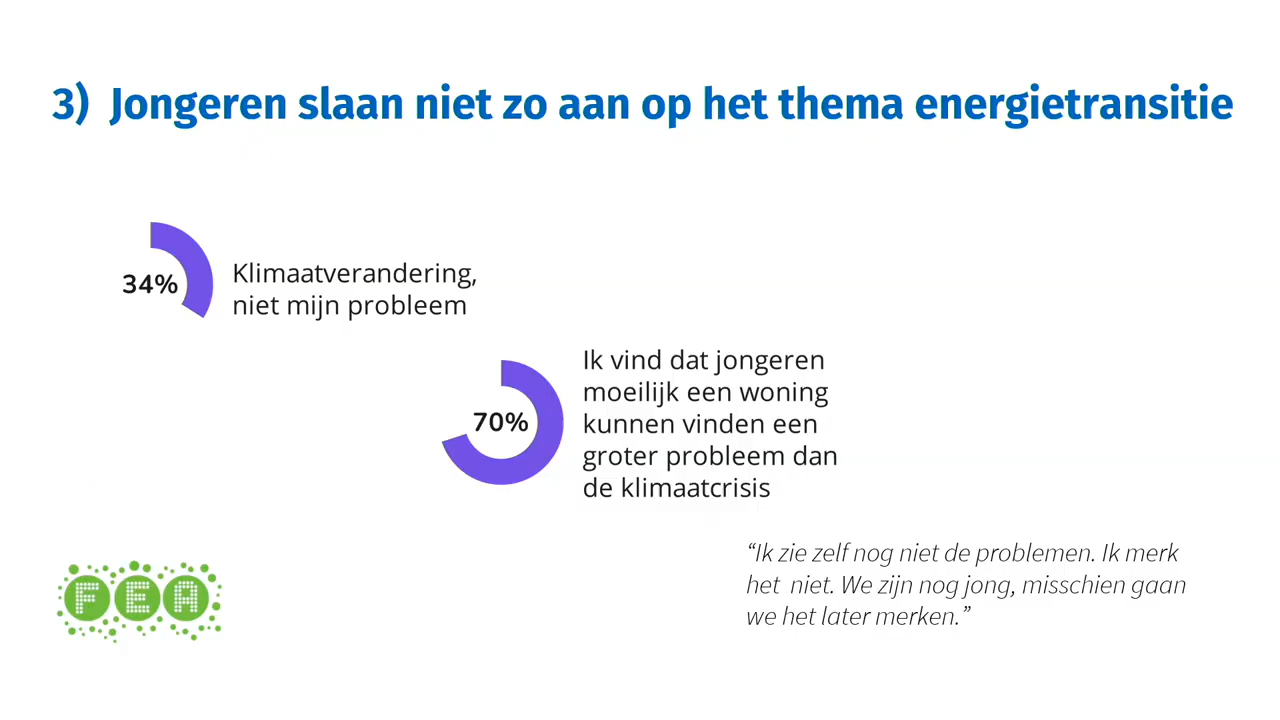 3) Jongeren slaan niet zo aan op het thema energietransitie
34%
Klimaatverandering,
niet mijn probleem
70%
Ik vind dat jongeren
moeilijk een woning
kunnen vinden een
groter probleem dan
de klimaatcrisis
“Ik zie zelf nog niet de problemen. Ik merk
het niet. We zijn nog jong, misschien gaan
we het later merken.”
FEA